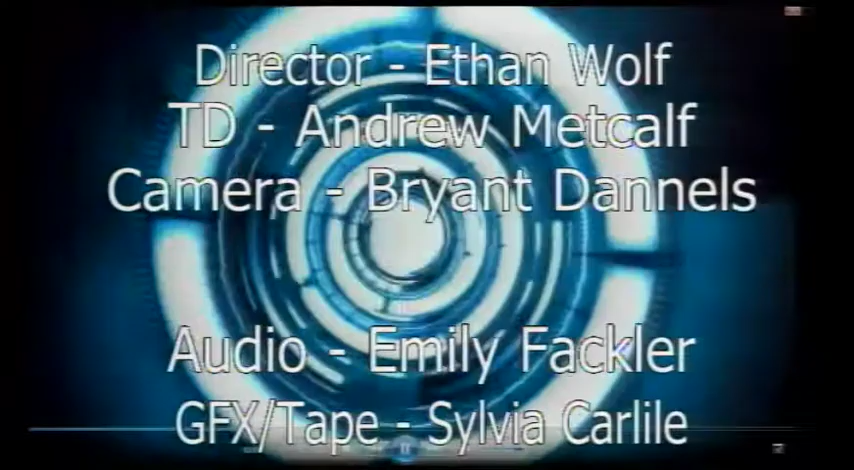 Director - Ethan Wolf
TD - Andrew Metcalf
Camera - Bryant Dannels
Audio - Emily Fackler
GFX/Tape - Sylvia Carlile